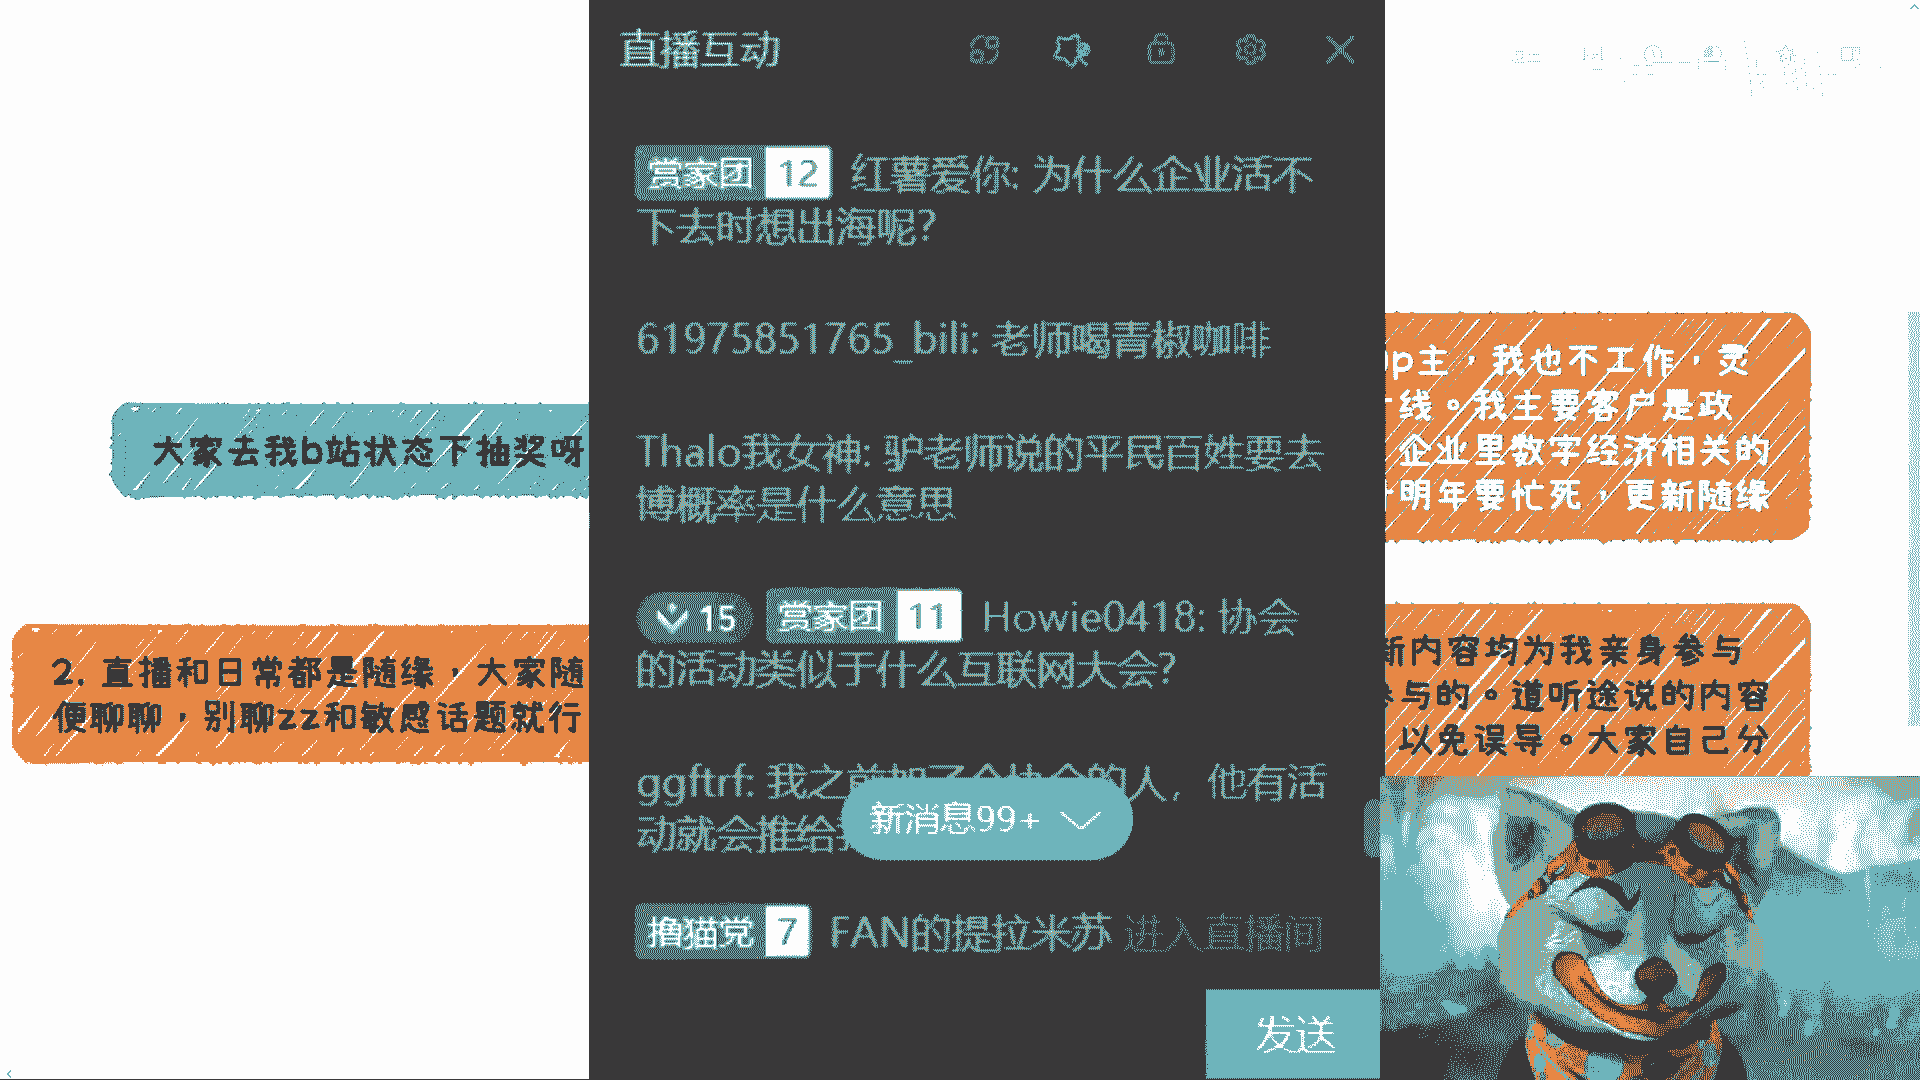 直播互动
赏家团 12 红薯爱你: 为什么企业活不
下去时想出海呢?
61975851765_bili: 老师喝青椒咖啡
Thalo我女神: 驴老师说的平民百姓要去
博概率是什么意思
15 赏家团 11 Howie0418: 协会
的活动类似于什么互联网大会?
ggftrf: 我之前加了个协会的人，他有活
动就会推给
新消息99+
撸猫党 7 FAN的提拉米苏 进入直播间
发送
大家去我b站状态下抽奖呀
2. 直播和日常都是随缘，大家随
便聊聊，别聊zz和敏感话题就行
p主，我也不工作，灵
线。我主要客户是政
企业里数字经济相关的
明年要忙死，更新随缘
新内容均为我亲身参与
参与的。道听途说的内容
以免误导。大家自己分